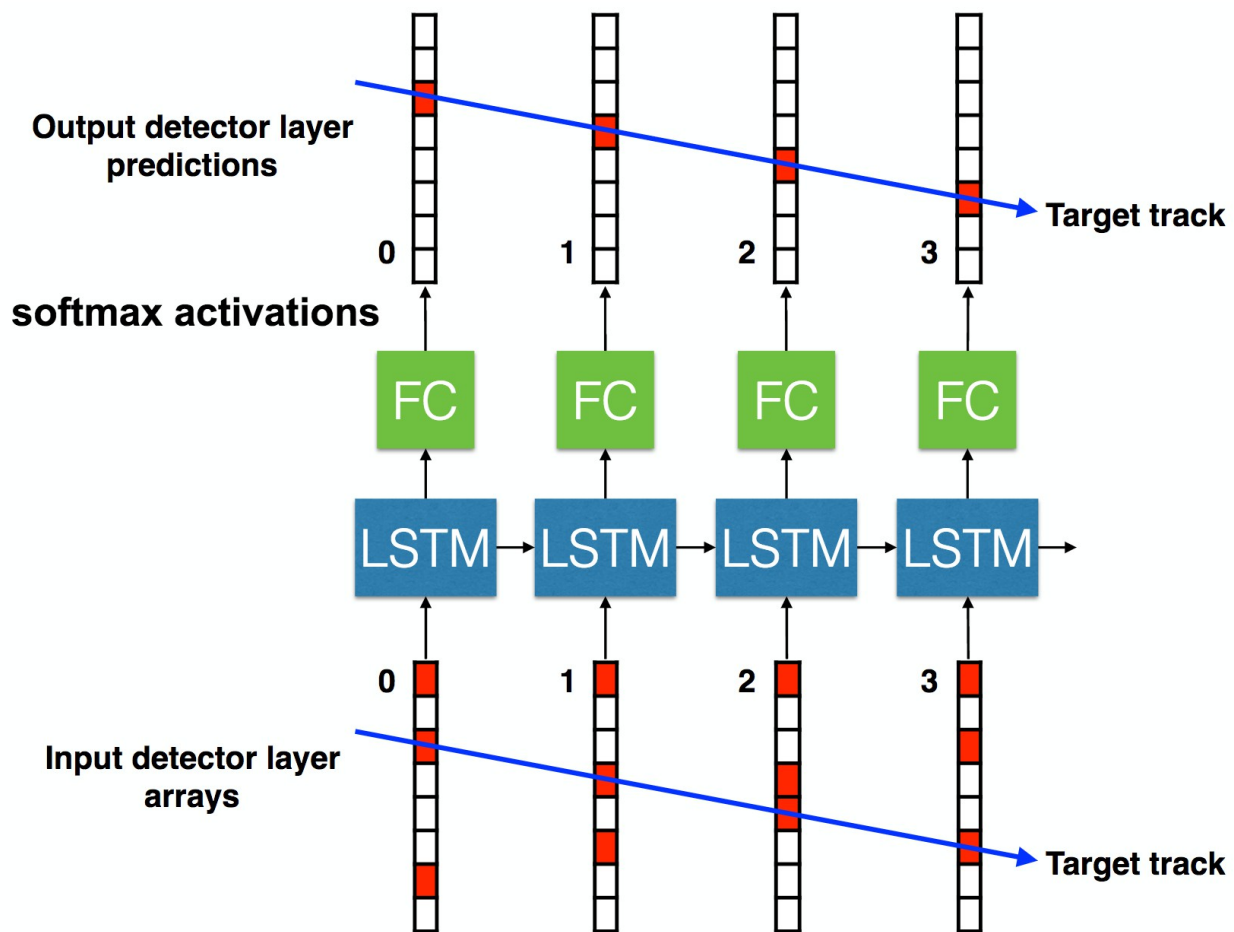 Output detector layer
predictions
Target track
0 1 2 3
softmax activations
FC FC FC FC
LSTM LSTM LSTM LSTM
0 1 2 3
Input detector layer
arrays
Target track